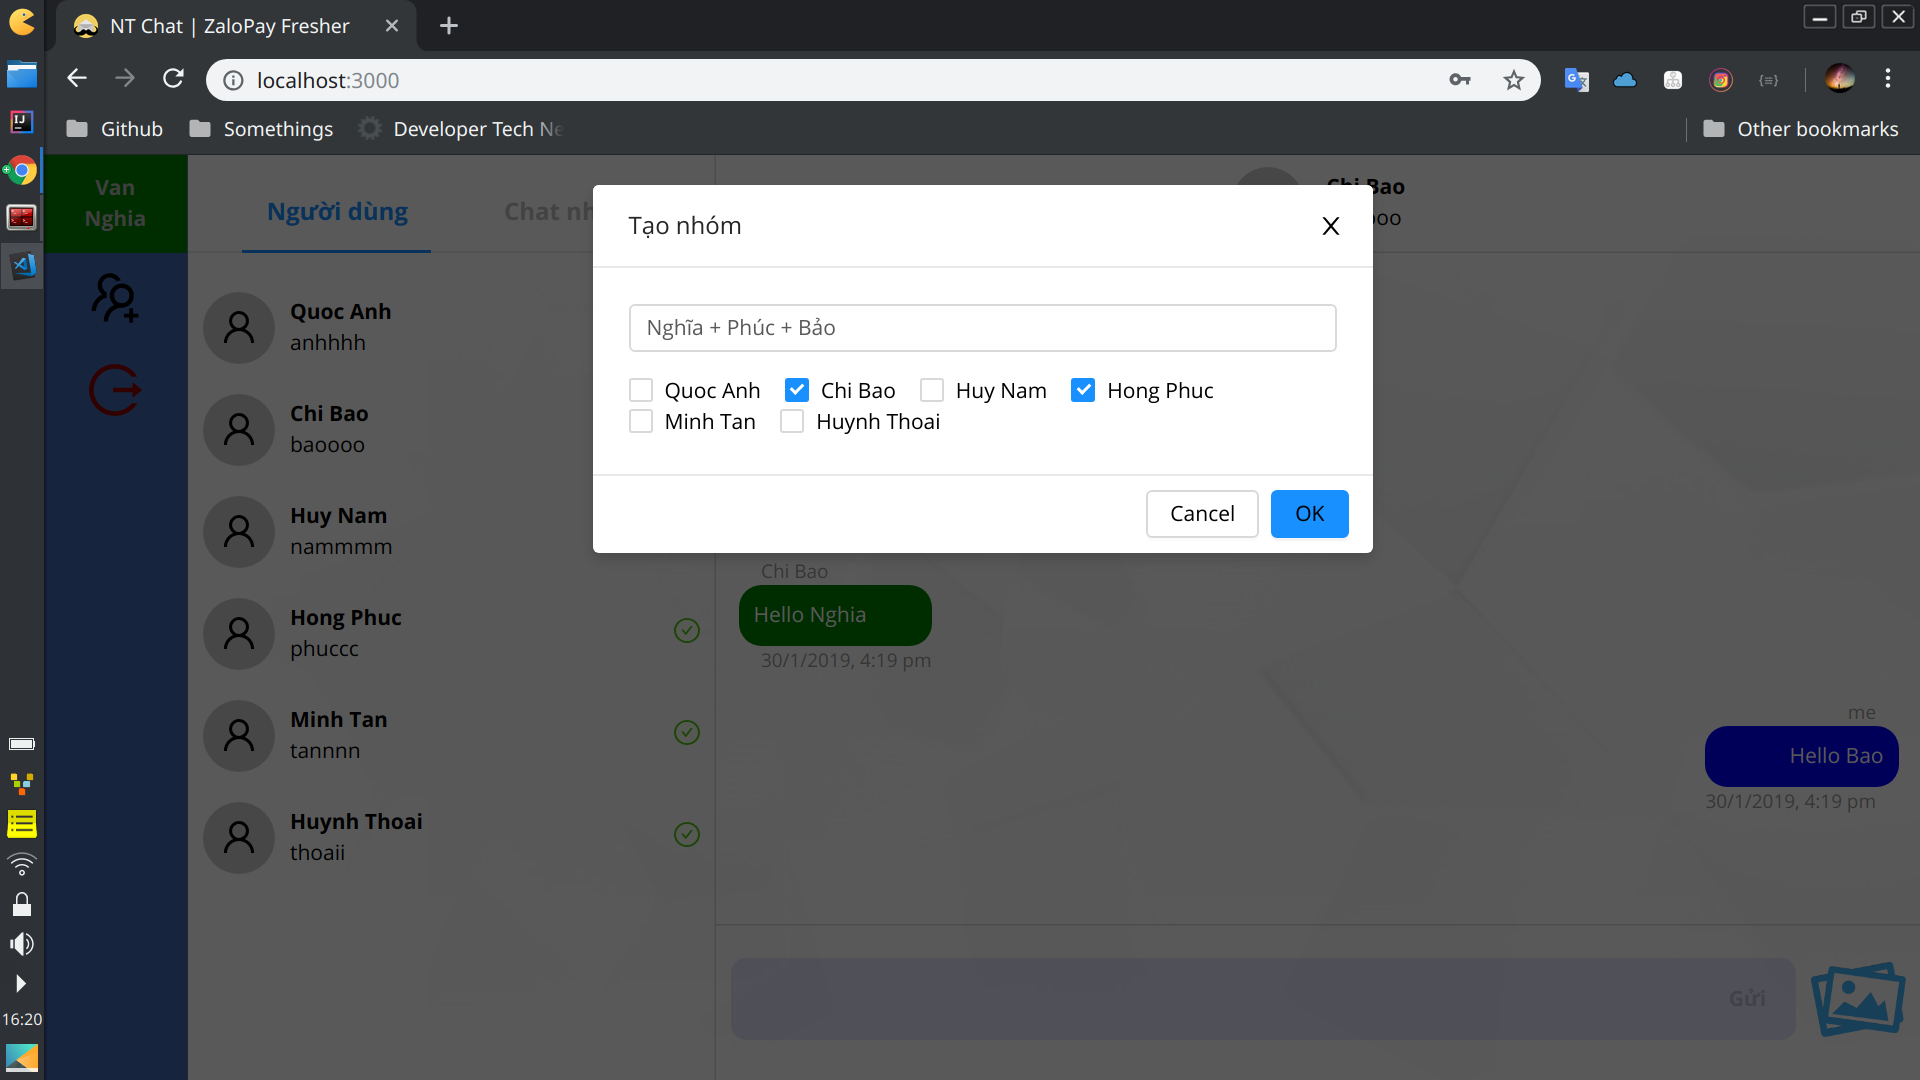 NT Chat | ZaloPay Fresher
localhost:3000
Github
Somethings
Developer Tech Ne
Other bookmarks
Van
Nghia
Người dùng
Chat nh
Chi Bao
oo
Tạo nhóm
X
Nghĩa + Phúc + Bảo
Quoc Anh
Chi Bao
Huy Nam
Hong Phuc
Minh Tan
Huynh Thoai
Cancel
OK
Quoc Anh
anhhhh
Chi Bao
baoooo
Huy Nam
nammmm
Hong Phuc
phuccc
Minh Tan
tannnn
Huynh Thoai
thoaii
Chi Bao
Hello Nghia
30/1/2019, 4:19 pm
me
Hello Bao
30/1/2019, 4:19 pm
Gửi
IJ
16:20